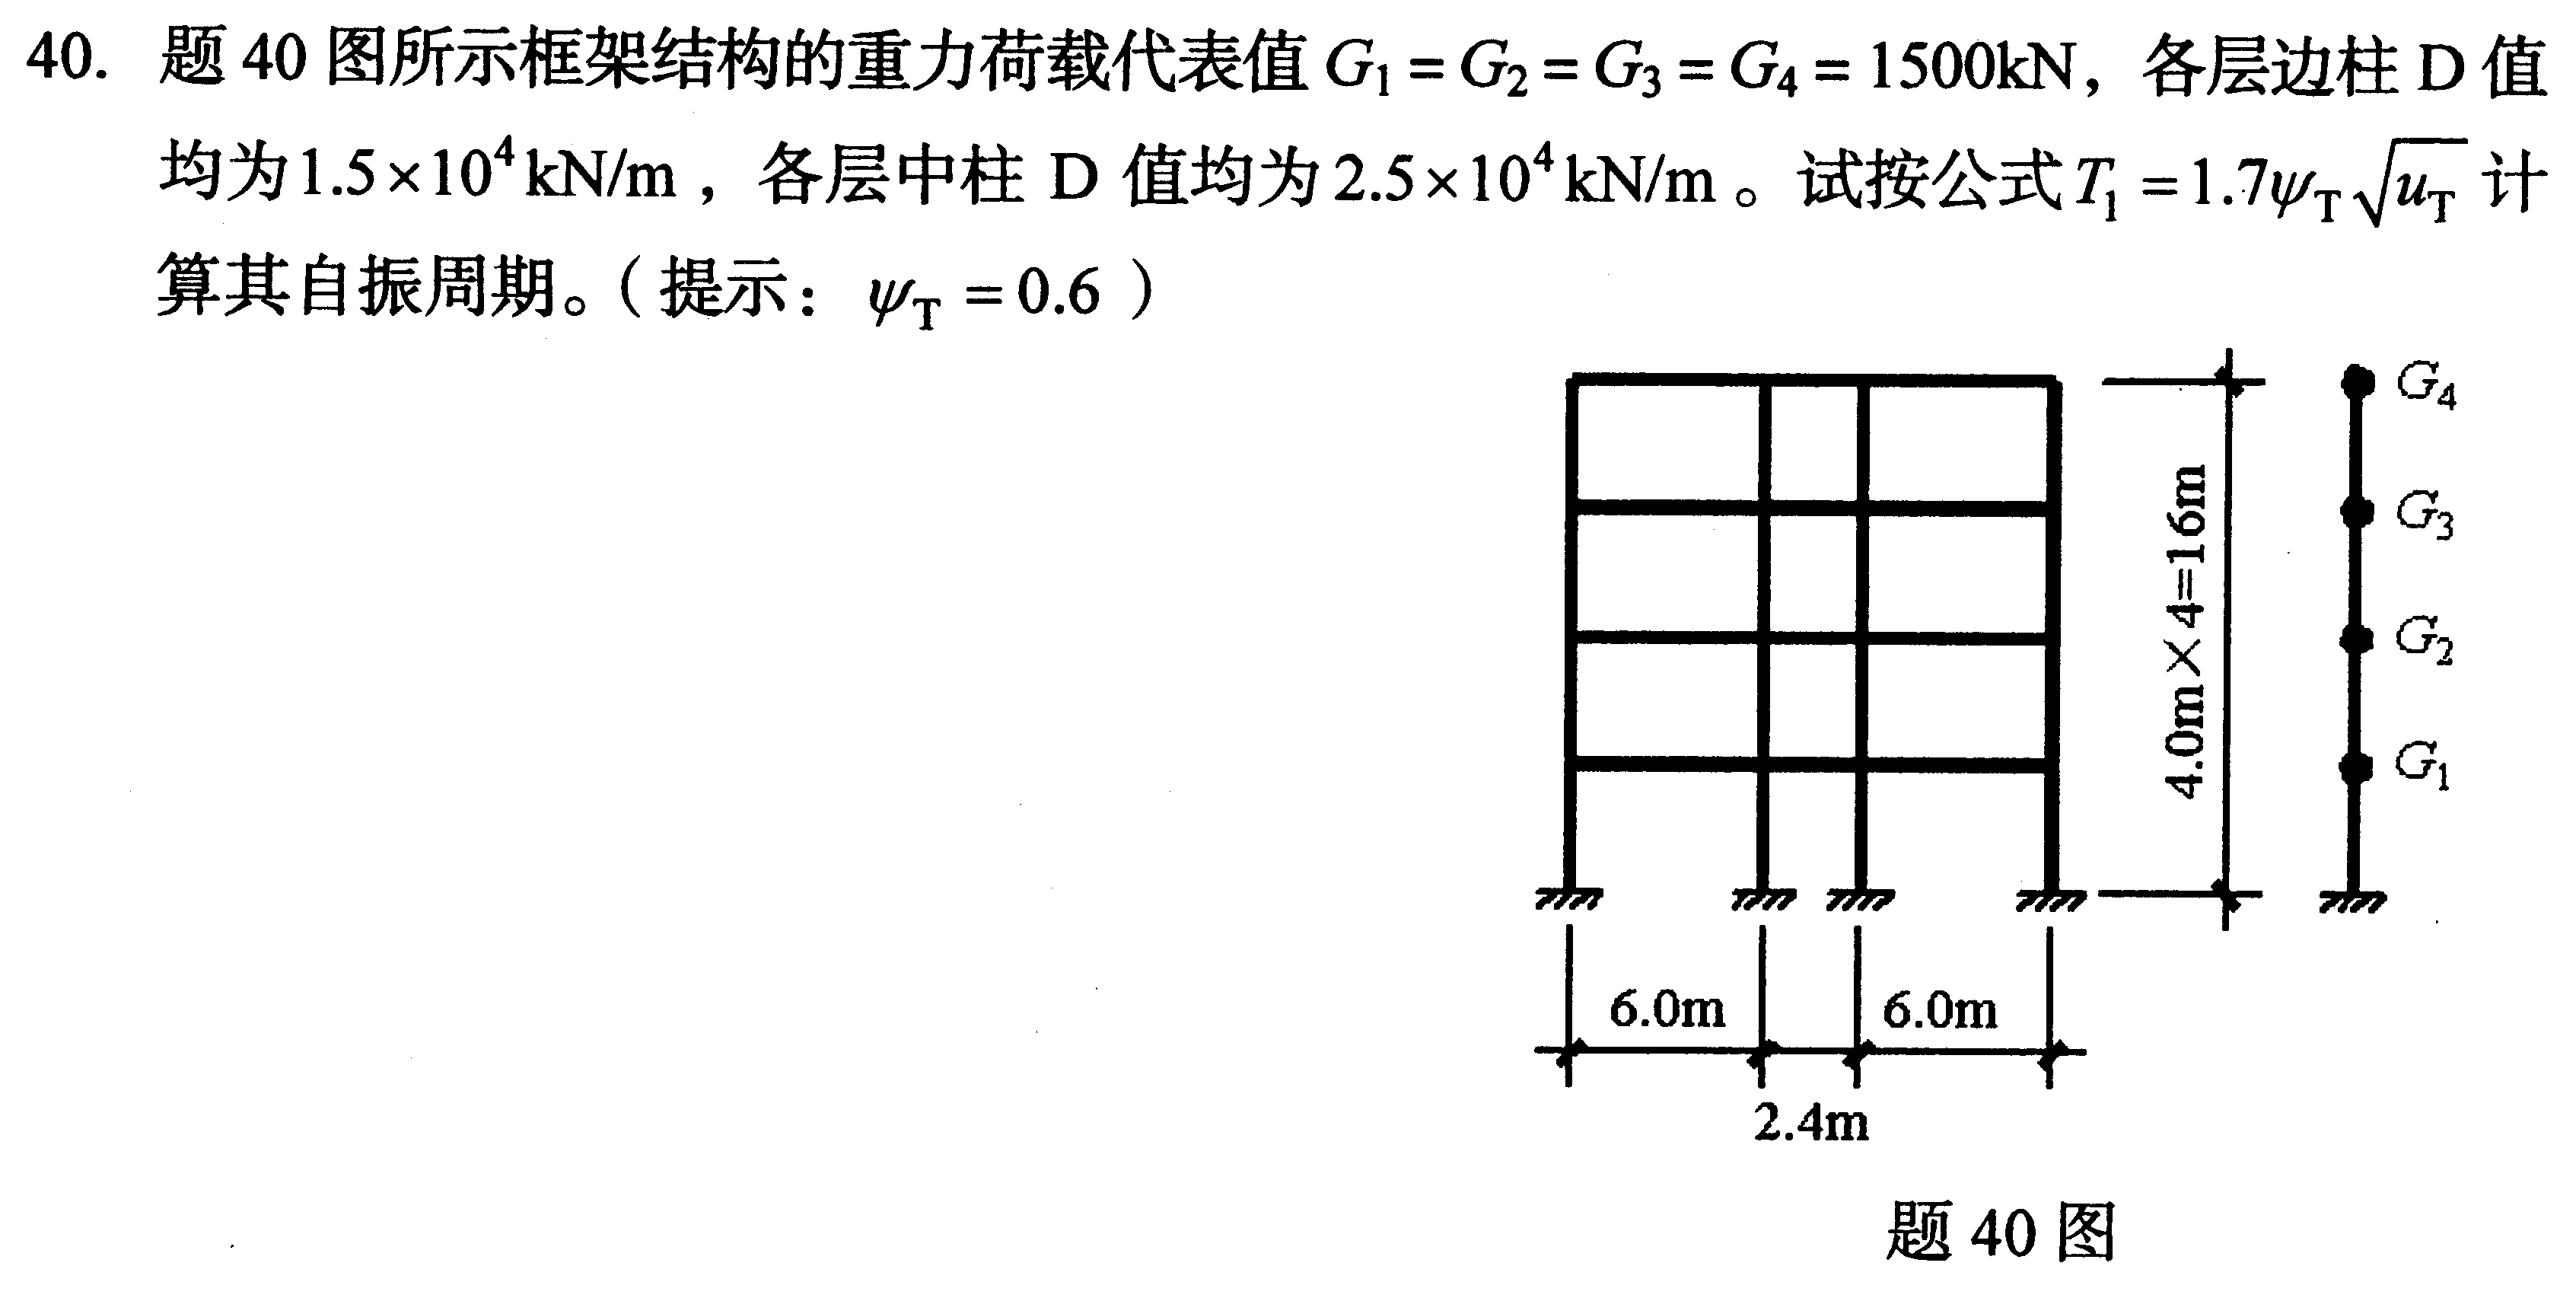 40. 题 40 图所示框架结构的重力荷载代表值 G₁ = G₂ = G₃ = G₄ = 1500kN，各层边柱 D 值
均为 1.5×10⁴ kN/m，各层中柱 D 值均为 2.5×10⁴ kN/m。试按公式 T₁ = 1.7ψ_T√u_T 计
算其自振周期。（提示：ψ_T = 0.6 ）
G₄
G₃
4.0m×4=16m
G₂
G₁
6.0m 6.0m
2.4m
题 40 图